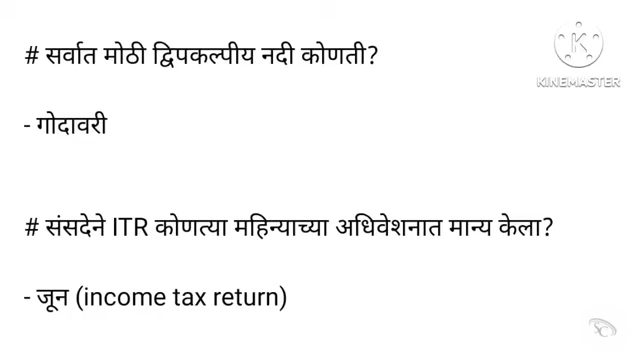 # सर्वात मोठी द्विपकल्पीय नदी कोणती?
K
KINEMASTER
- गोदावरी
# संसदेने ITR कोणत्या महिन्याच्या अधिवेशनात मान्य केला?
- जून (income tax return)